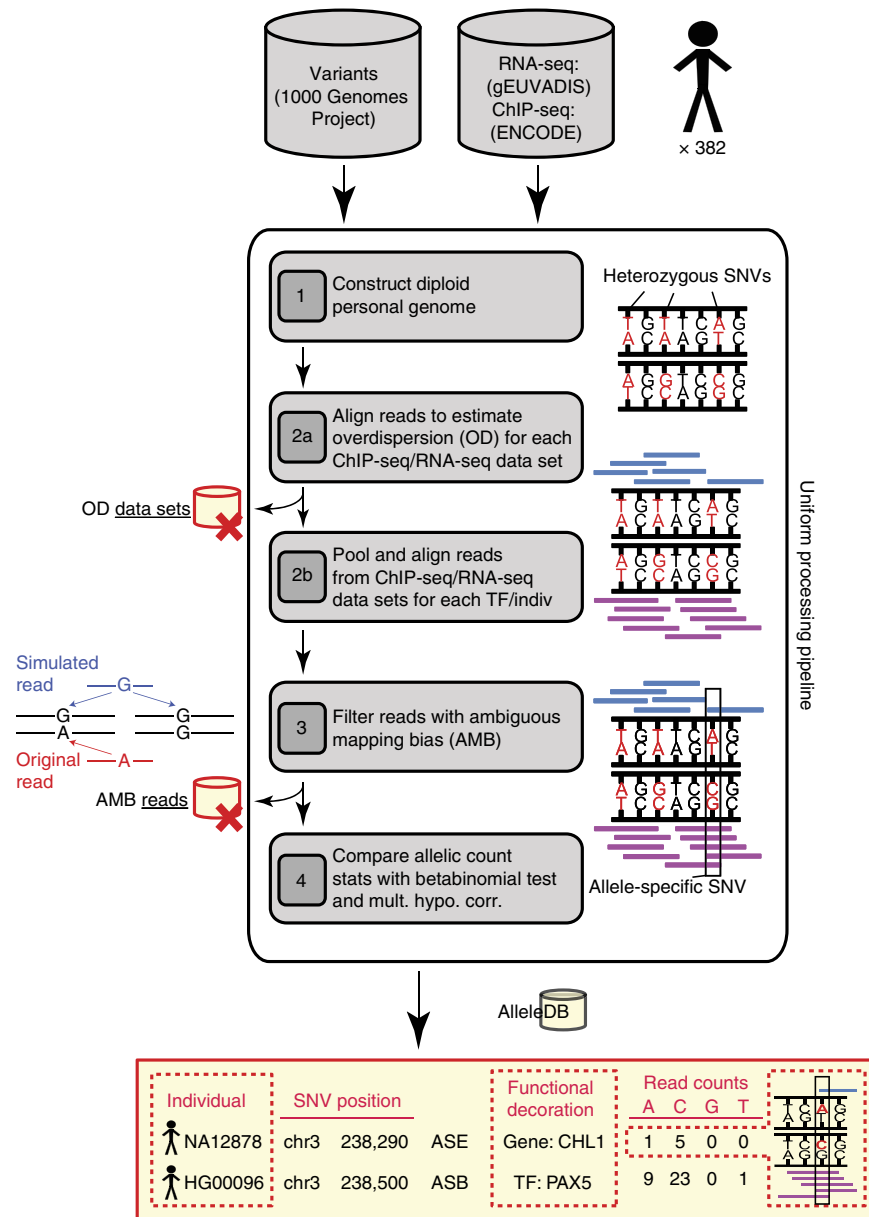 Variants
(1000 Genomes
Project)
RNA-seq:
(gEUVADIS)
ChIP-seq:
(ENCODE)
× 382
1
Construct diploid
personal genome
Heterozygous SNVs
T G T T C A G
A C A A G T C
A G G T C C G
T C C A G G C
2a
Align reads to estimate
overdispersion (OD) for each
ChIP-seq/RNA-seq data set
OD data sets
T G T T C A G
A C A A G T C
A G G T C C G
T C C A G G C
2b
Pool and align reads
from ChIP-seq/RNA-seq
data sets for each TF/indiv
Uniform processing pipeline
Simulated
read
G
G G
A G
Original
read
A
3
Filter reads with ambiguous
mapping bias (AMB)
T G T T C A G
A C A A G T C
A G G T C C G
T C C A G G C
AMB reads
4
Compare allelic count
stats with betabinomial test
and mult. hypo. corr.
Allele-specific SNV
AlleleDB
Individual SNV position Functional
decoration Read counts
A C G T
NA12878 chr3 238,290 ASE Gene: CHL1 1 5 0 0
HG00096 chr3 238,500 ASB TF: PAX5 9 23 0 1
T C A G
A G T C
T C C G
A G G C